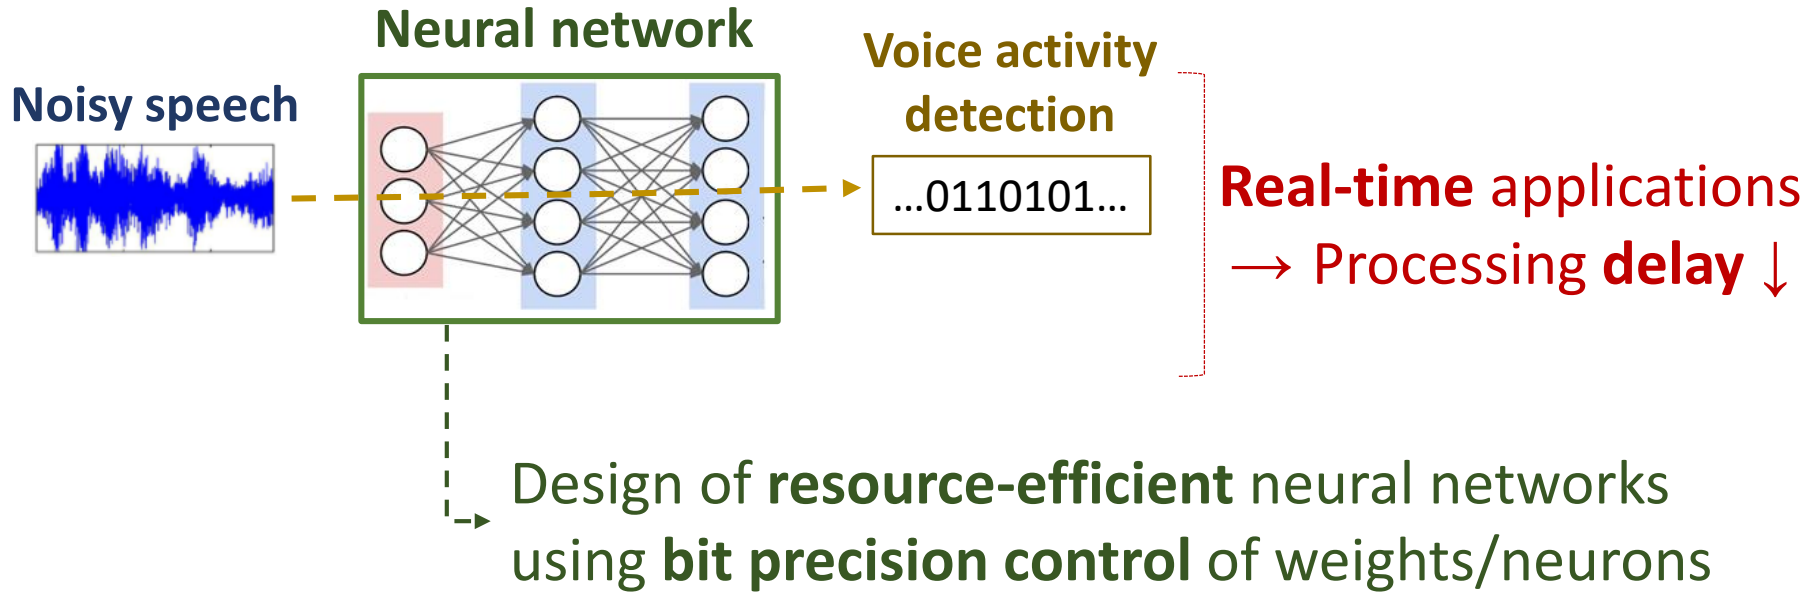 Neural network
Noisy speech
Voice activity
detection
...0110101...
Real-time applications
→ Processing delay ↓
Design of resource-efficient neural networks
using bit precision control of weights/neurons